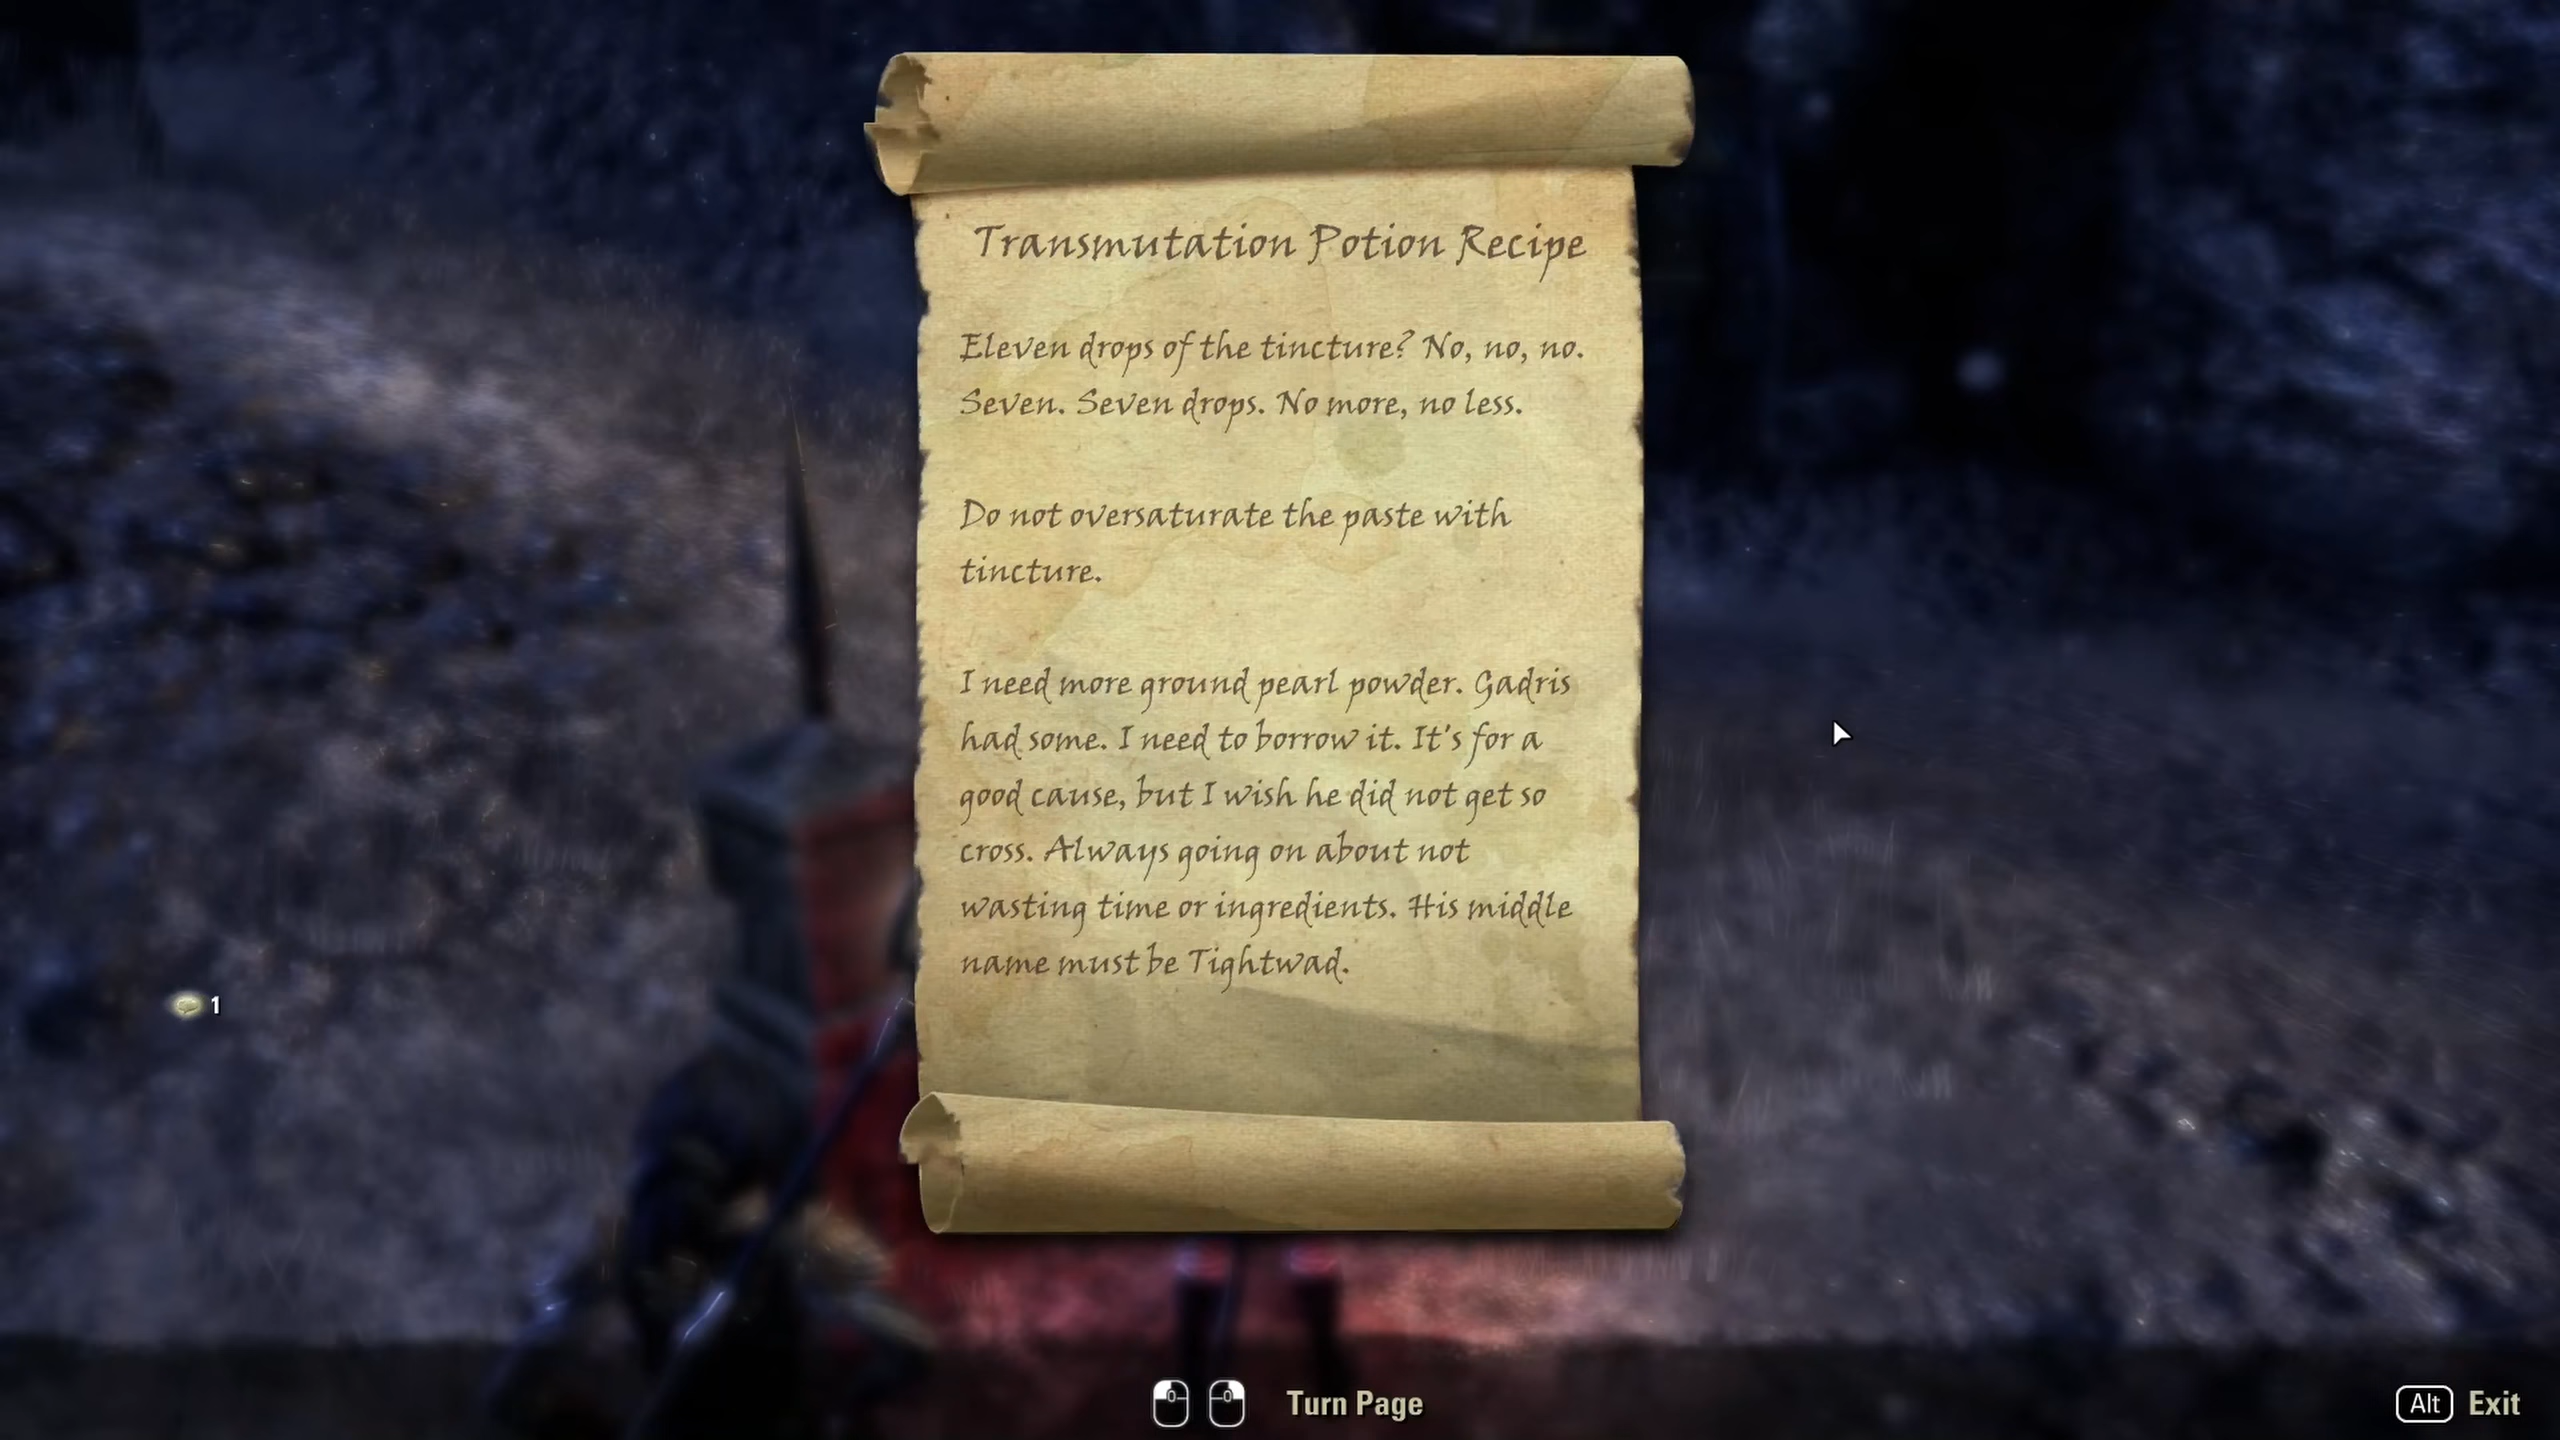 Transmutation Potion Recipe
Eleven drops of the tincture? No, no, no.
Seven. Seven drops. No more, no less.
Do not oversaturate the paste with
tincture.
I need more ground pearl powder. Gadris
had some. I need to borrow it. It's for a
good cause, but I wish he did not get so
cross. Always going on about not
wasting time or ingredients. His middle
name must be Tightwad.
1
Turn Page
Alt Exit